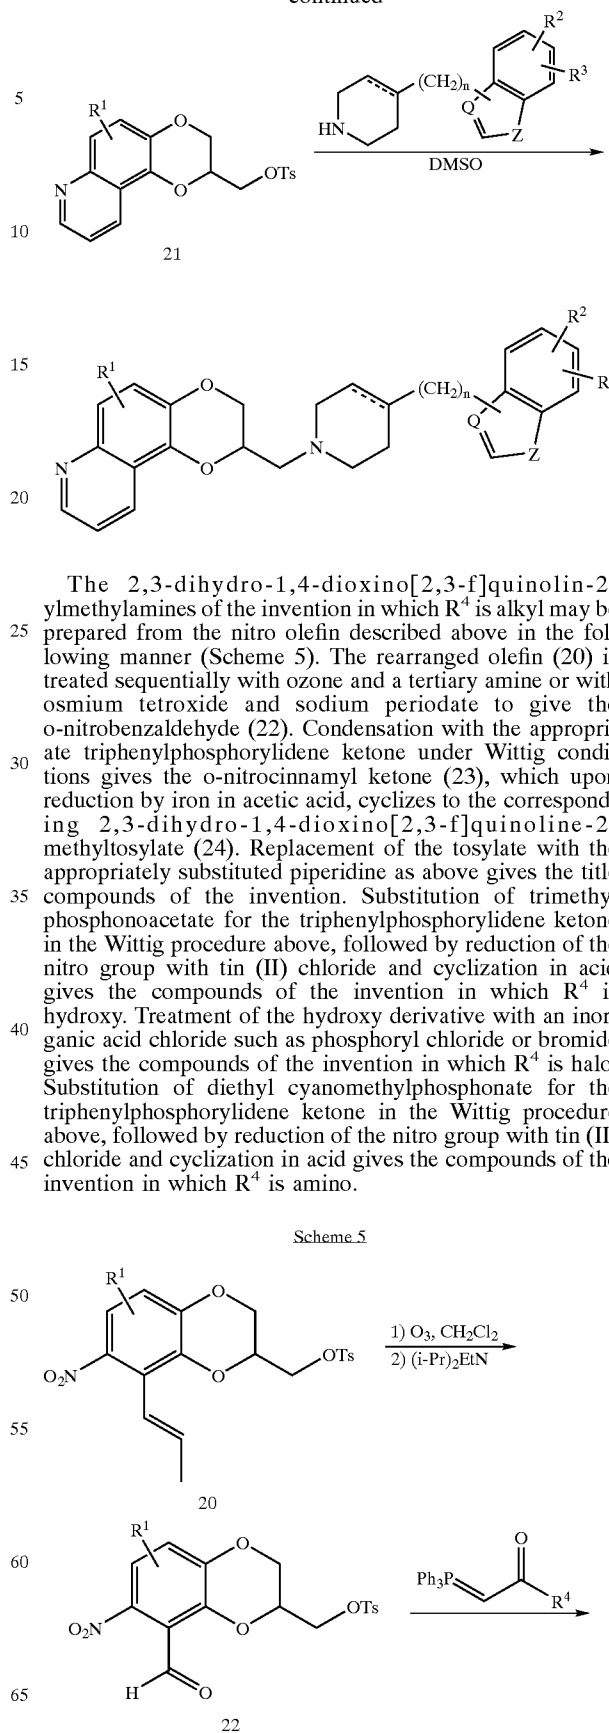 continued
5
R¹
O
O
N
OTs
21
HN
(CH₂)ₙ
Q
Z
R²
R³
DMSO
10
15
R¹
O
O
N
N
(CH₂)ₙ
Q
Z
R²
R
20
The 2,3-dihydro-1,4-dioxino[2,3-f]quinolin-2
ylmethylamines of the invention in which R⁴ is alkyl may be
25
prepared from the nitro olefin described above in the fol
lowing manner (Scheme 5). The rearranged olefin (20) i
treated sequentially with ozone and a tertiary amine or with
osmium tetroxide and sodium periodate to give the
o-nitrobenzaldehyde (22). Condensation with the appropri
30
ate triphenylphosphorylidene ketone under Wittig condi
tions gives the o-nitrocinnamyl ketone (23), which upon
reduction by iron in acetic acid, cyclizes to the correspond
ing 2,3-dihydro-1,4-dioxino[2,3-f]quinoline-2
methyltosylate (24). Replacement of the tosylate with the
appropriately substituted piperidine as above gives the title
35
compounds of the invention. Substitution of trimethy
phosphonoacetate for the triphenylphosphorylidene ketone
in the Wittig procedure above, followed by reduction of the
nitro group with tin (II) chloride and cyclization in acid
gives the compounds of the invention in which R⁴ i
40
hydroxy. Treatment of the hydroxy derivative with an inor
ganic acid chloride such as phosphoryl chloride or bromide
gives the compounds of the invention in which R⁴ is halo
Substitution of diethyl cyanomethylphosphonate for the
triphenylphosphorylidene ketone in the Wittig procedure
above, followed by reduction of the nitro group with tin (II
45
chloride and cyclization in acid gives the compounds of the
invention in which R⁴ is amino.
Scheme 5
50
R¹
O
O
OTs
O₂N
1) O₃, CH₂Cl₂
2) (i-Pr)₂EtN
55
20
60
R¹
O
O
OTs
O₂N
H
O
Ph₃P
O
R⁴
65
22